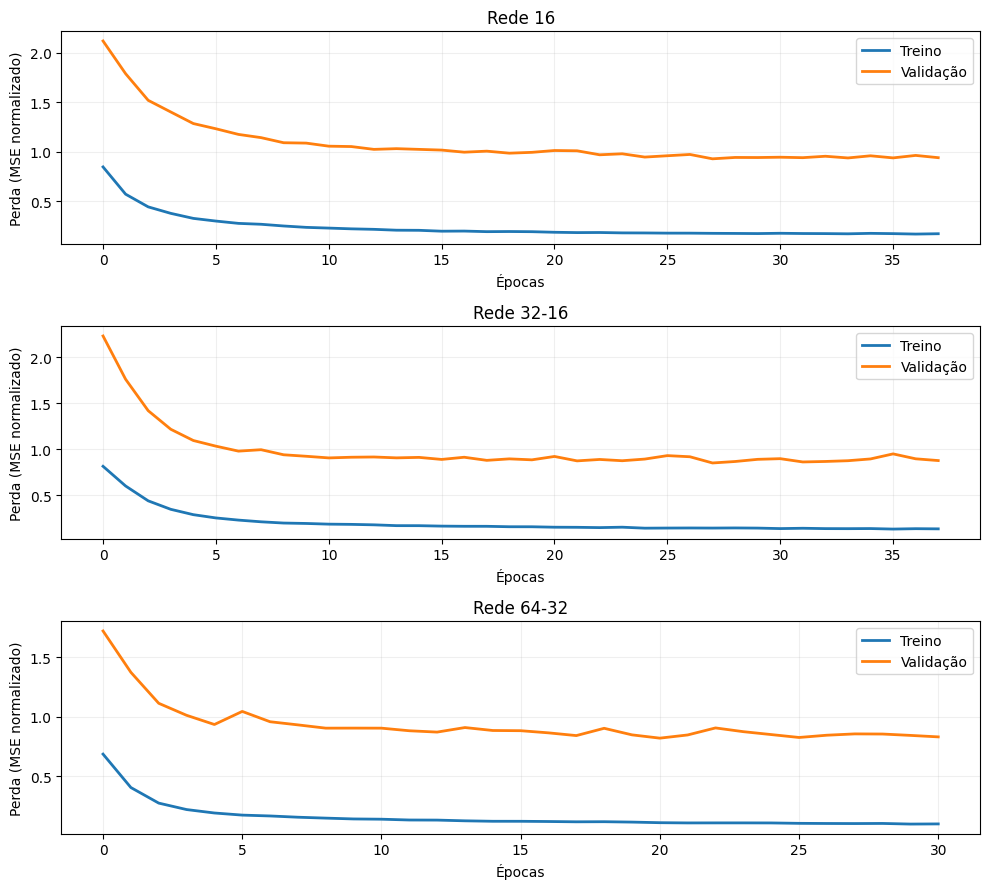 Rede 16
Perda (MSE normalizado)
2.0
1.5
1.0
0.5
Treino
Validação
0 5 10 15 20 25 30 35
Épocas
Rede 32-16
Perda (MSE normalizado)
2.0
1.5
1.0
0.5
Treino
Validação
0 5 10 15 20 25 30 35
Épocas
Rede 64-32
Perda (MSE normalizado)
1.5
1.0
0.5
Treino
Validação
0 5 10 15 20 25 30
Épocas